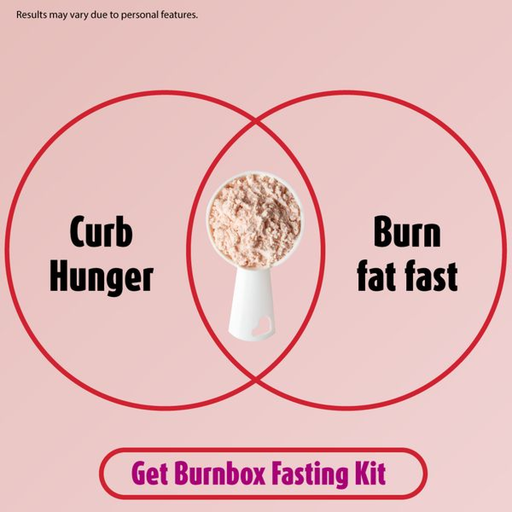 Results may vary due to personal features.
Curb
Hunger
Burn
fat fast
Get Burnbox Fasting Kit